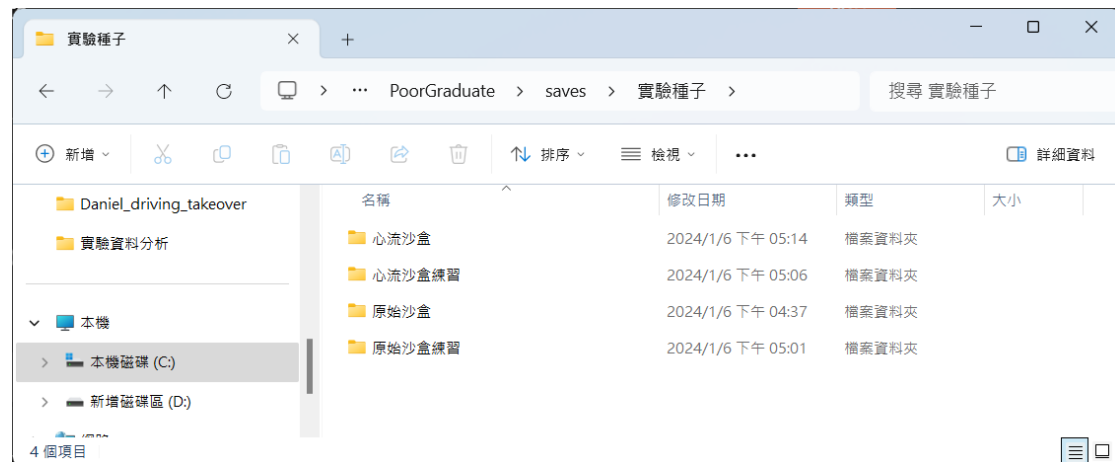 實驗種子
PoorGraduate saves 實驗種子
搜尋 實驗種子
新增 排序 檢視 詳細資料
Daniel_driving_takeover
實驗資料分析
本機
本機磁碟 (C:)
新增磁碟區 (D:)
名稱 修改日期 類型 大小
心流沙盒 2024/1/6 下午 05:14 檔案資料夾
心流沙盒練習 2024/1/6 下午 05:06 檔案資料夾
原始沙盒 2024/1/6 下午 04:37 檔案資料夾
原始沙盒練習 2024/1/6 下午 05:01 檔案資料夾
4 個項目